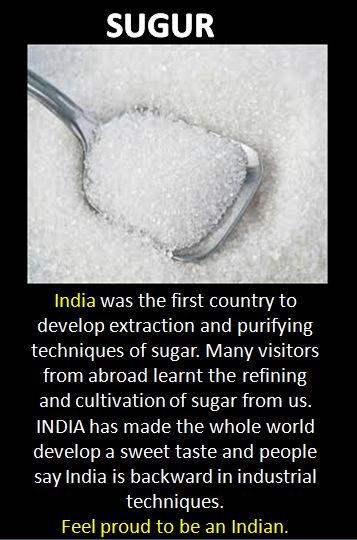 SUGUR
India was the first country to
develop extraction and purifying
techniques of sugar. Many visitors
from abroad learnt the refining
and cultivation of sugar from us.
INDIA has made the whole world
develop a sweet taste and people
say India is backward in industrial
techniques.
Feel proud to be an Indian.